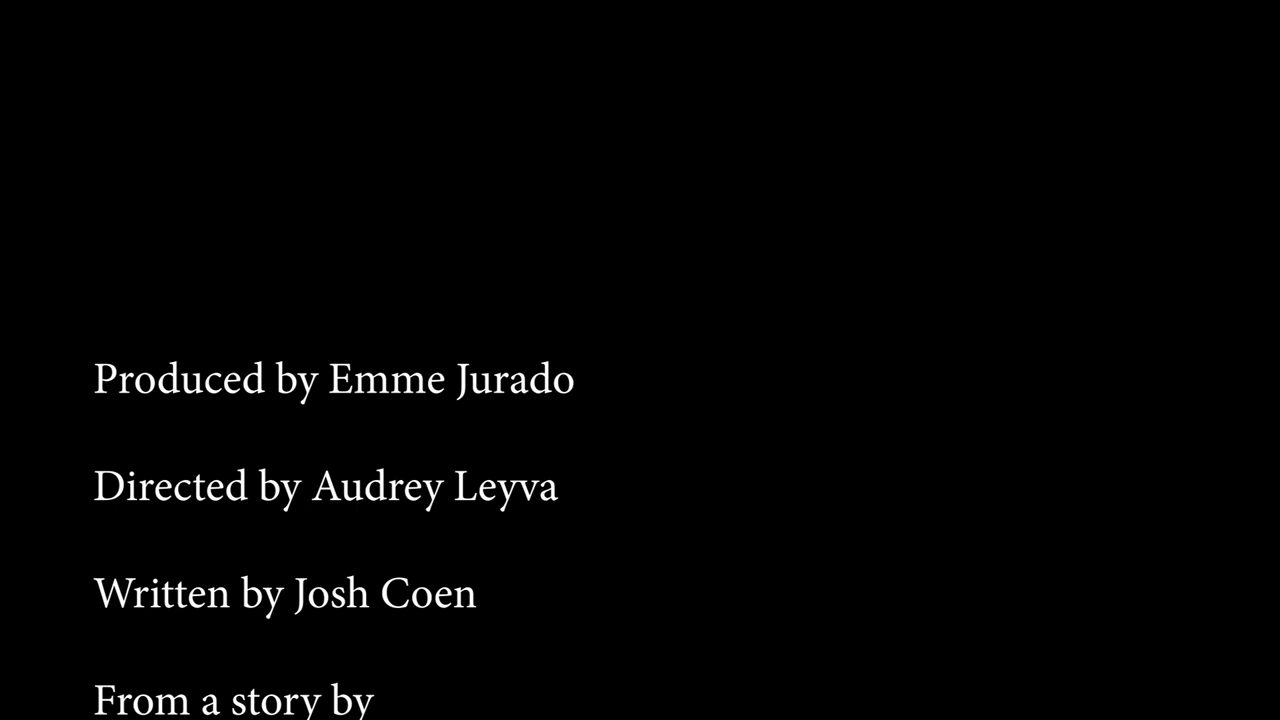 Produced by Emme Jurado
Directed by Audrey Leyva
Written by Josh Coen
From a story by